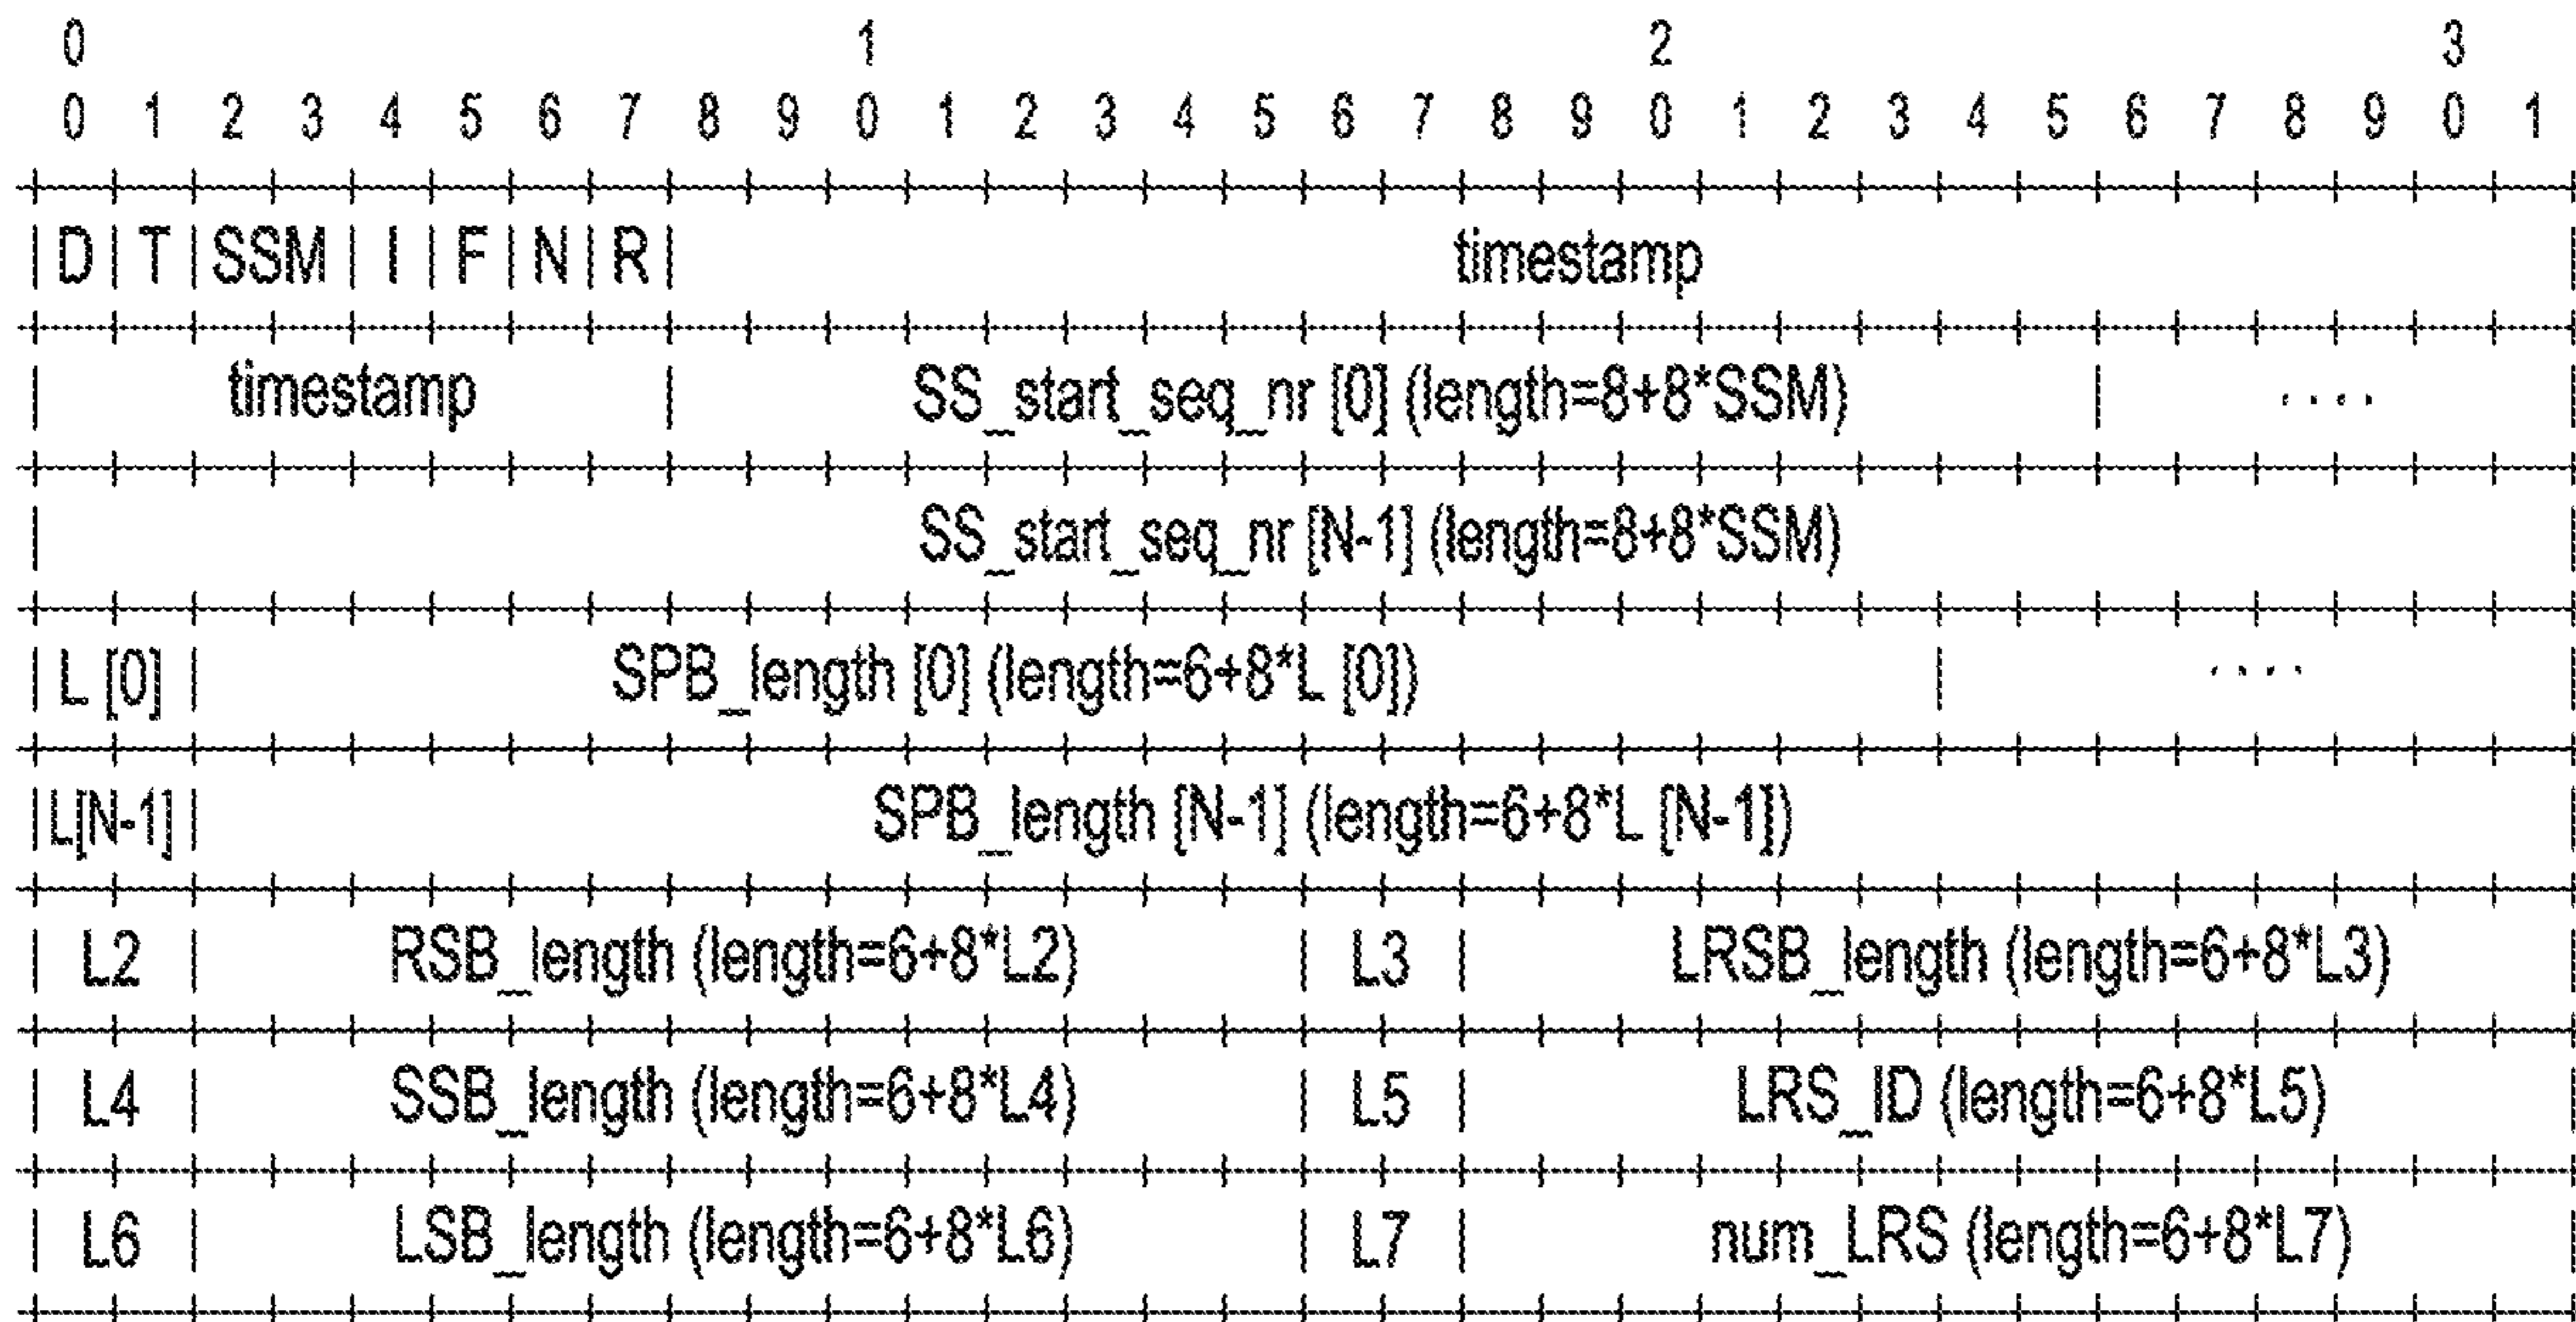 0 1 2 3
0 1 2 3 4 5 6 7 8 9 0 1 2 3 4 5 6 7 8 9 0 1 2 3 4 5 6 7 8 9 0 1
| D | T | SSM | I | F | N | R | timestamp |
| timestamp | SS_start_seq_nr [0] (length=8+8*SSM) | .... |
| SS_start_seq_nr [N-1] (length=8+8*SSM) |
| L [0] | SPB_length [0] (length=6+8*L [0]) | .... |
| L[N-1] | SPB_length [N-1] (length=6+8*L [N-1]) |
| L2 | RSB_length (length=6+8*L2) | L3 | LRSB_length (length=6+8*L3) |
| L4 | SSB_length (length=6+8*L4) | L5 | LRS_ID (length=6+8*L5) |
| L6 | LSB_length (length=6+8*L6) | L7 | num_LRS (length=6+8*L7) |